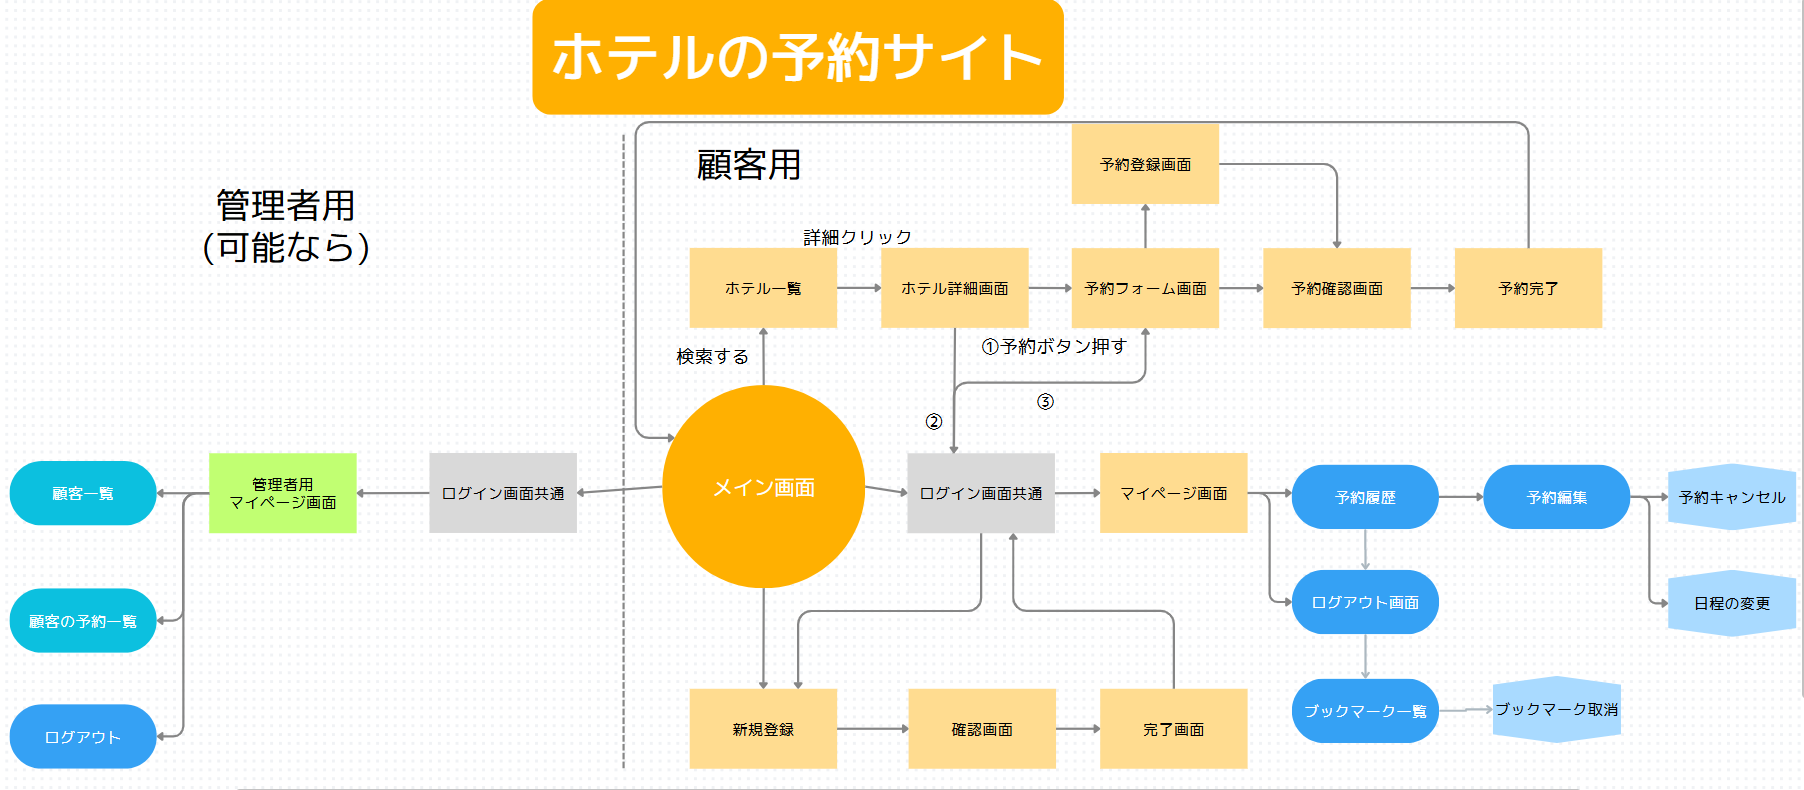 ホテルの予約サイト
管理者用
(可能なら)
顧客用
予約登録画面
詳細クリック
ホテル一覧
ホテル詳細画面
予約フォーム画面
予約確認画面
予約完了
検索する
①予約ボタン押す
②
③
顧客一覧
管理者用
マイページ画面
ログイン画面共通
メイン画面
ログイン画面共通
マイページ画面
予約履歴
予約編集
予約キャンセル
顧客の予約一覧
ログアウト画面
日程の変更
ログアウト
新規登録
確認画面
完了画面
ブックマーク一覧
ブックマーク取消